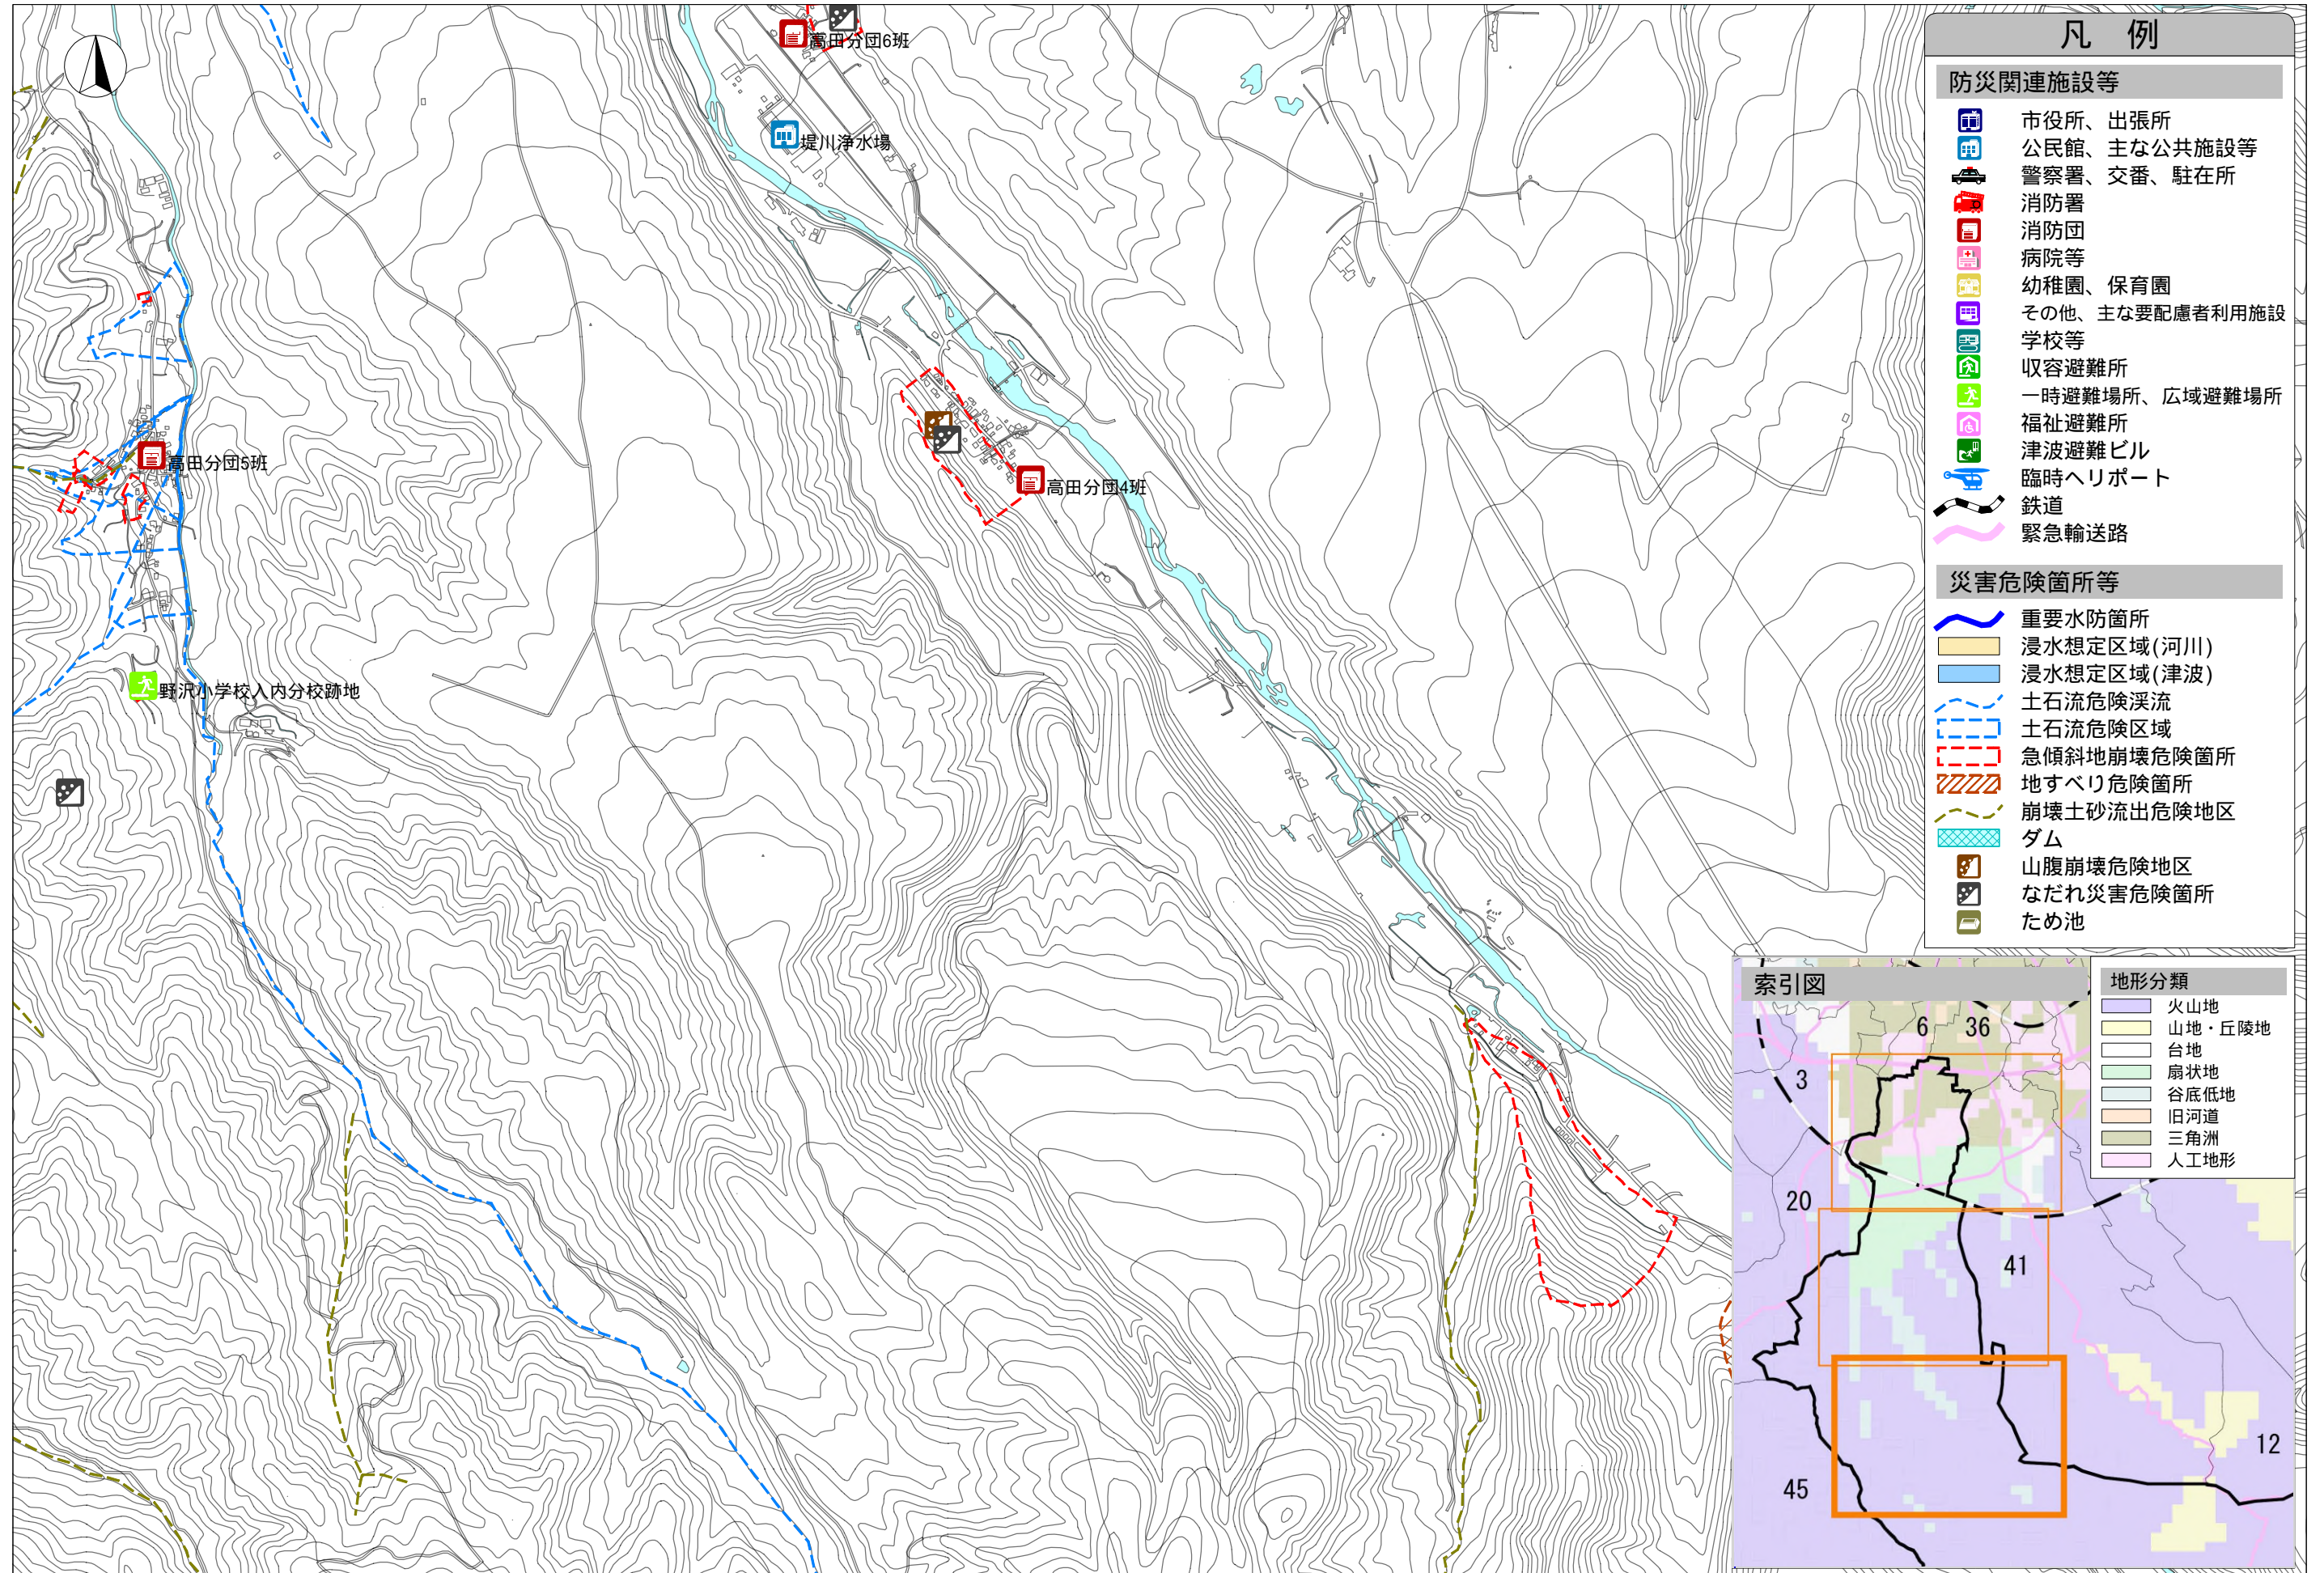 高田分団6班
堤川浄水場
高田分団5班
高田分団4班
野沢小学校入内分校跡地
凡 例
防災関連施設等
市役所、出張所
公民館、主な公共施設等
警察署、交番、駐在所
消防署
消防団
病院等
幼稚園、保育園
その他、主な要配慮者利用施設
学校等
収容避難所
一時避難場所、広域避難場所
福祉避難所
津波避難ビル
臨時ヘリポート
鉄道
緊急輸送路
災害危険箇所等
重要水防箇所
浸水想定区域(河川)
浸水想定区域(津波)
土石流危険渓流
土石流危険区域
急傾斜地崩壊危険箇所
地すべり危険箇所
崩壊土砂流出危険地区
ダム
山腹崩壊危険地区
なだれ災害危険箇所
ため池
索引図
6
36
3
20
41
12
45
地形分類
火山地
山地・丘陵地
台地
扇状地
谷底低地
旧河道
三角洲
人工地形